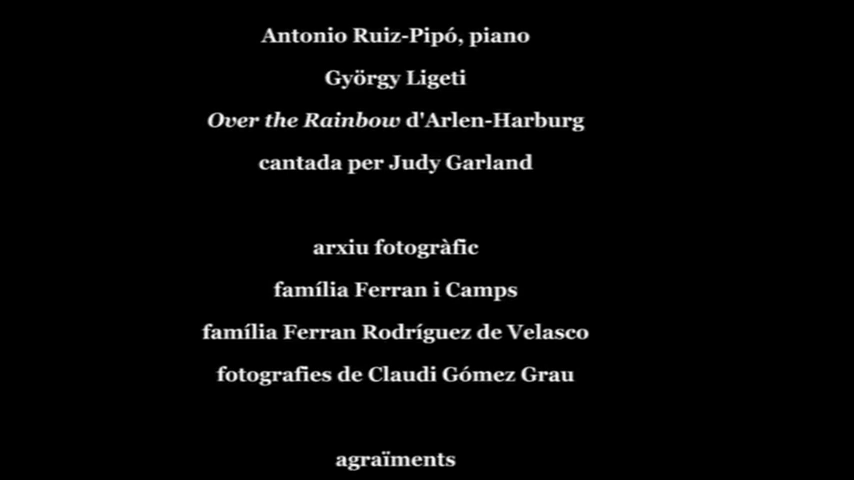 Antonio Ruiz-Pipó, piano
György Ligeti
Over the Rainbow d'Arlen-Harburg
cantada per Judy Garland
arxiu fotogràfic
família Ferran i Camps
família Ferran Rodríguez de Velasco
fotografies de Claudi Gómez Grau
agraïments